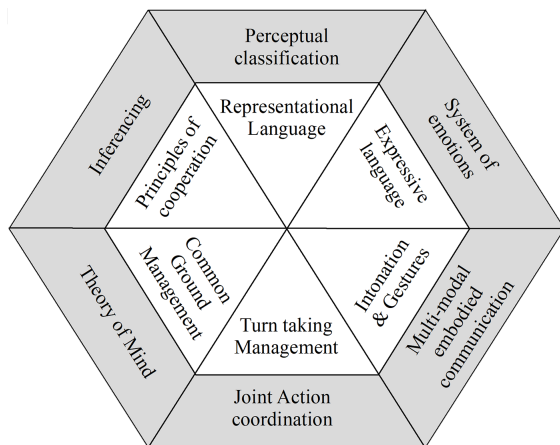 Perceptual
classification
Representational
Language
Inferencing
Principles of
cooperation
Expressive
language
System of
emotions
Theory of Mind
Common
Ground
Management
Turn taking
Management
Intonation
& Gestures
Multi-modal
embodied
communication
Joint Action
coordination